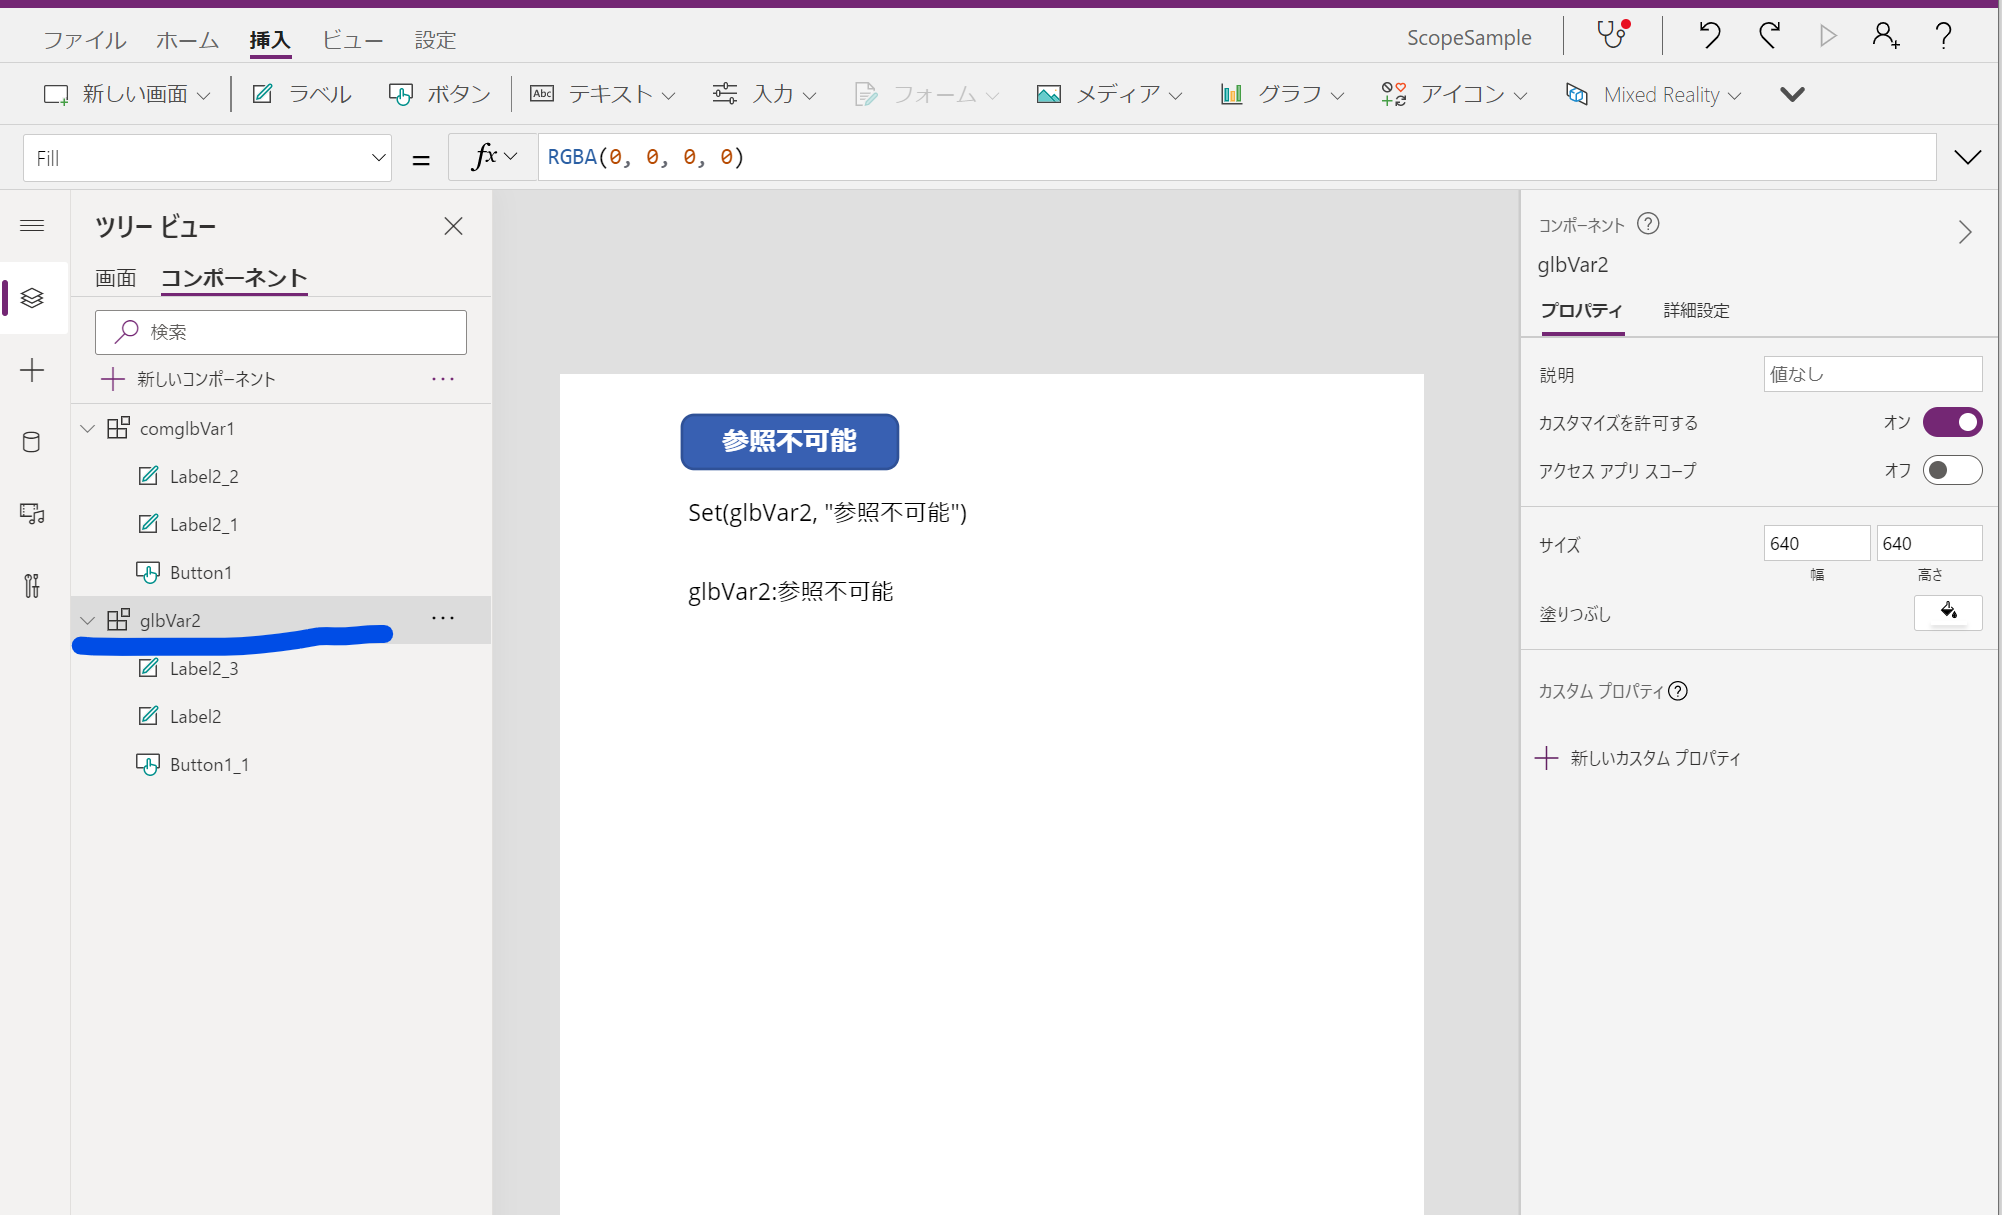 ファイル ホーム 挿入 ビュー 設定 ScopeSample
新しい画面 ラベル ボタン Abc テキスト 入力 フォーム メディア グラフ アイコン Mixed Reality
Fill = fx RGBA(0, 0, 0, 0)
ツリー ビュー
画面 コンポーネント
検索
新しいコンポーネント
comglbVar1
Label2_2
Label2_1
Button1
glbVar2
Label2_3
Label2
Button1_1
参照不可能
Set(glbVar2, "参照不可能")
glbVar2:参照不可能
コンポーネント
glbVar2
プロパティ 詳細設定
説明 値なし
カスタマイズを許可する オン
アクセス アプリ スコープ オフ
サイズ 640 640
幅 高さ
塗りつぶし
カスタム プロパティ
新しいカスタム プロパティ